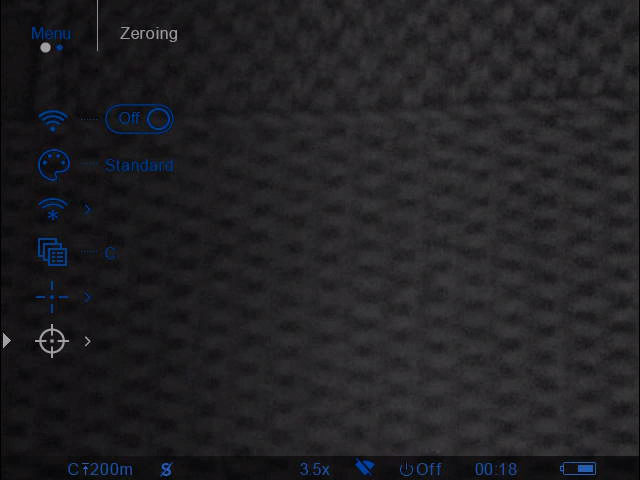 Menu
Zeroing
Off
Standard
C
C 200m S 3.5x Off 00:18